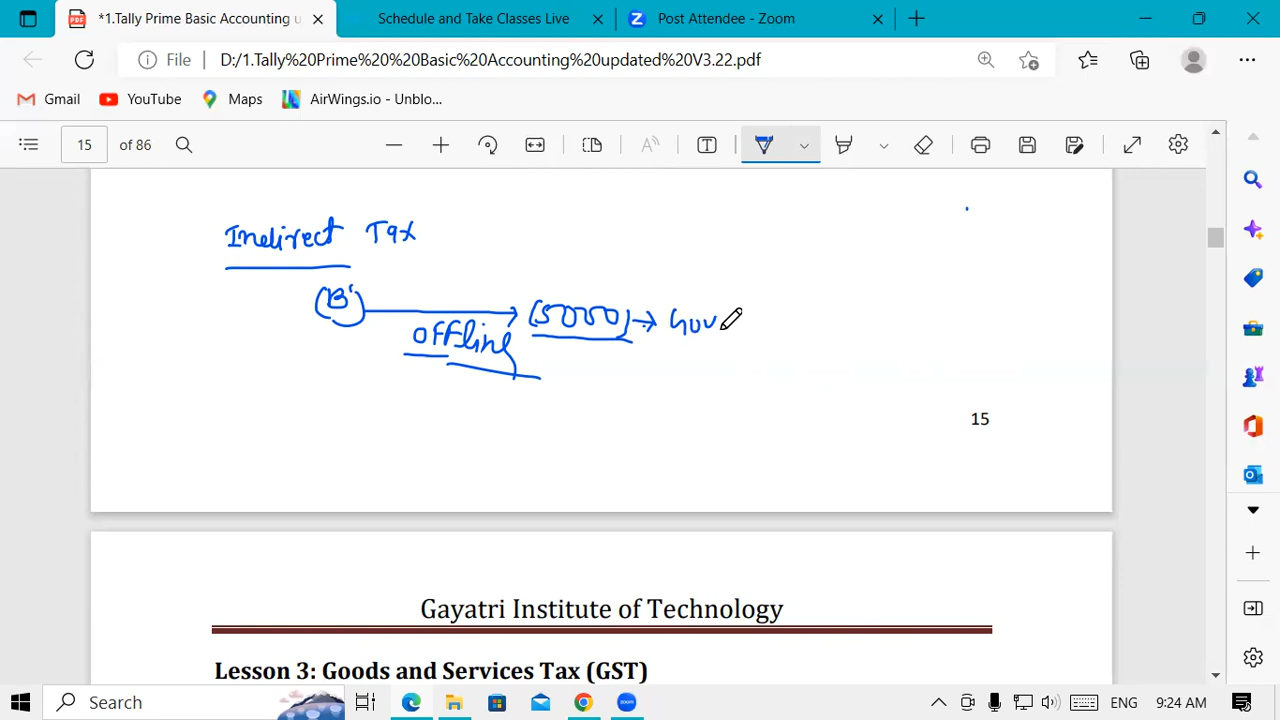 *1.Tally Prime Basic Accounting u
Schedule and Take Classes Live
Post Attendee - Zoom
File
D:/1.Tally%20Prime%20%20Basic%20Accounting%20updated%20V3.22.pdf
Gmail
YouTube
Maps
AirWings.io - Unblo...
15 of 86
Indirect Tax
(B) → (5000) → Gov
offline
15
Gayatri Institute of Technology
Lesson 3: Goods and Services Tax (GST)
Search
ENG
9:24 AM